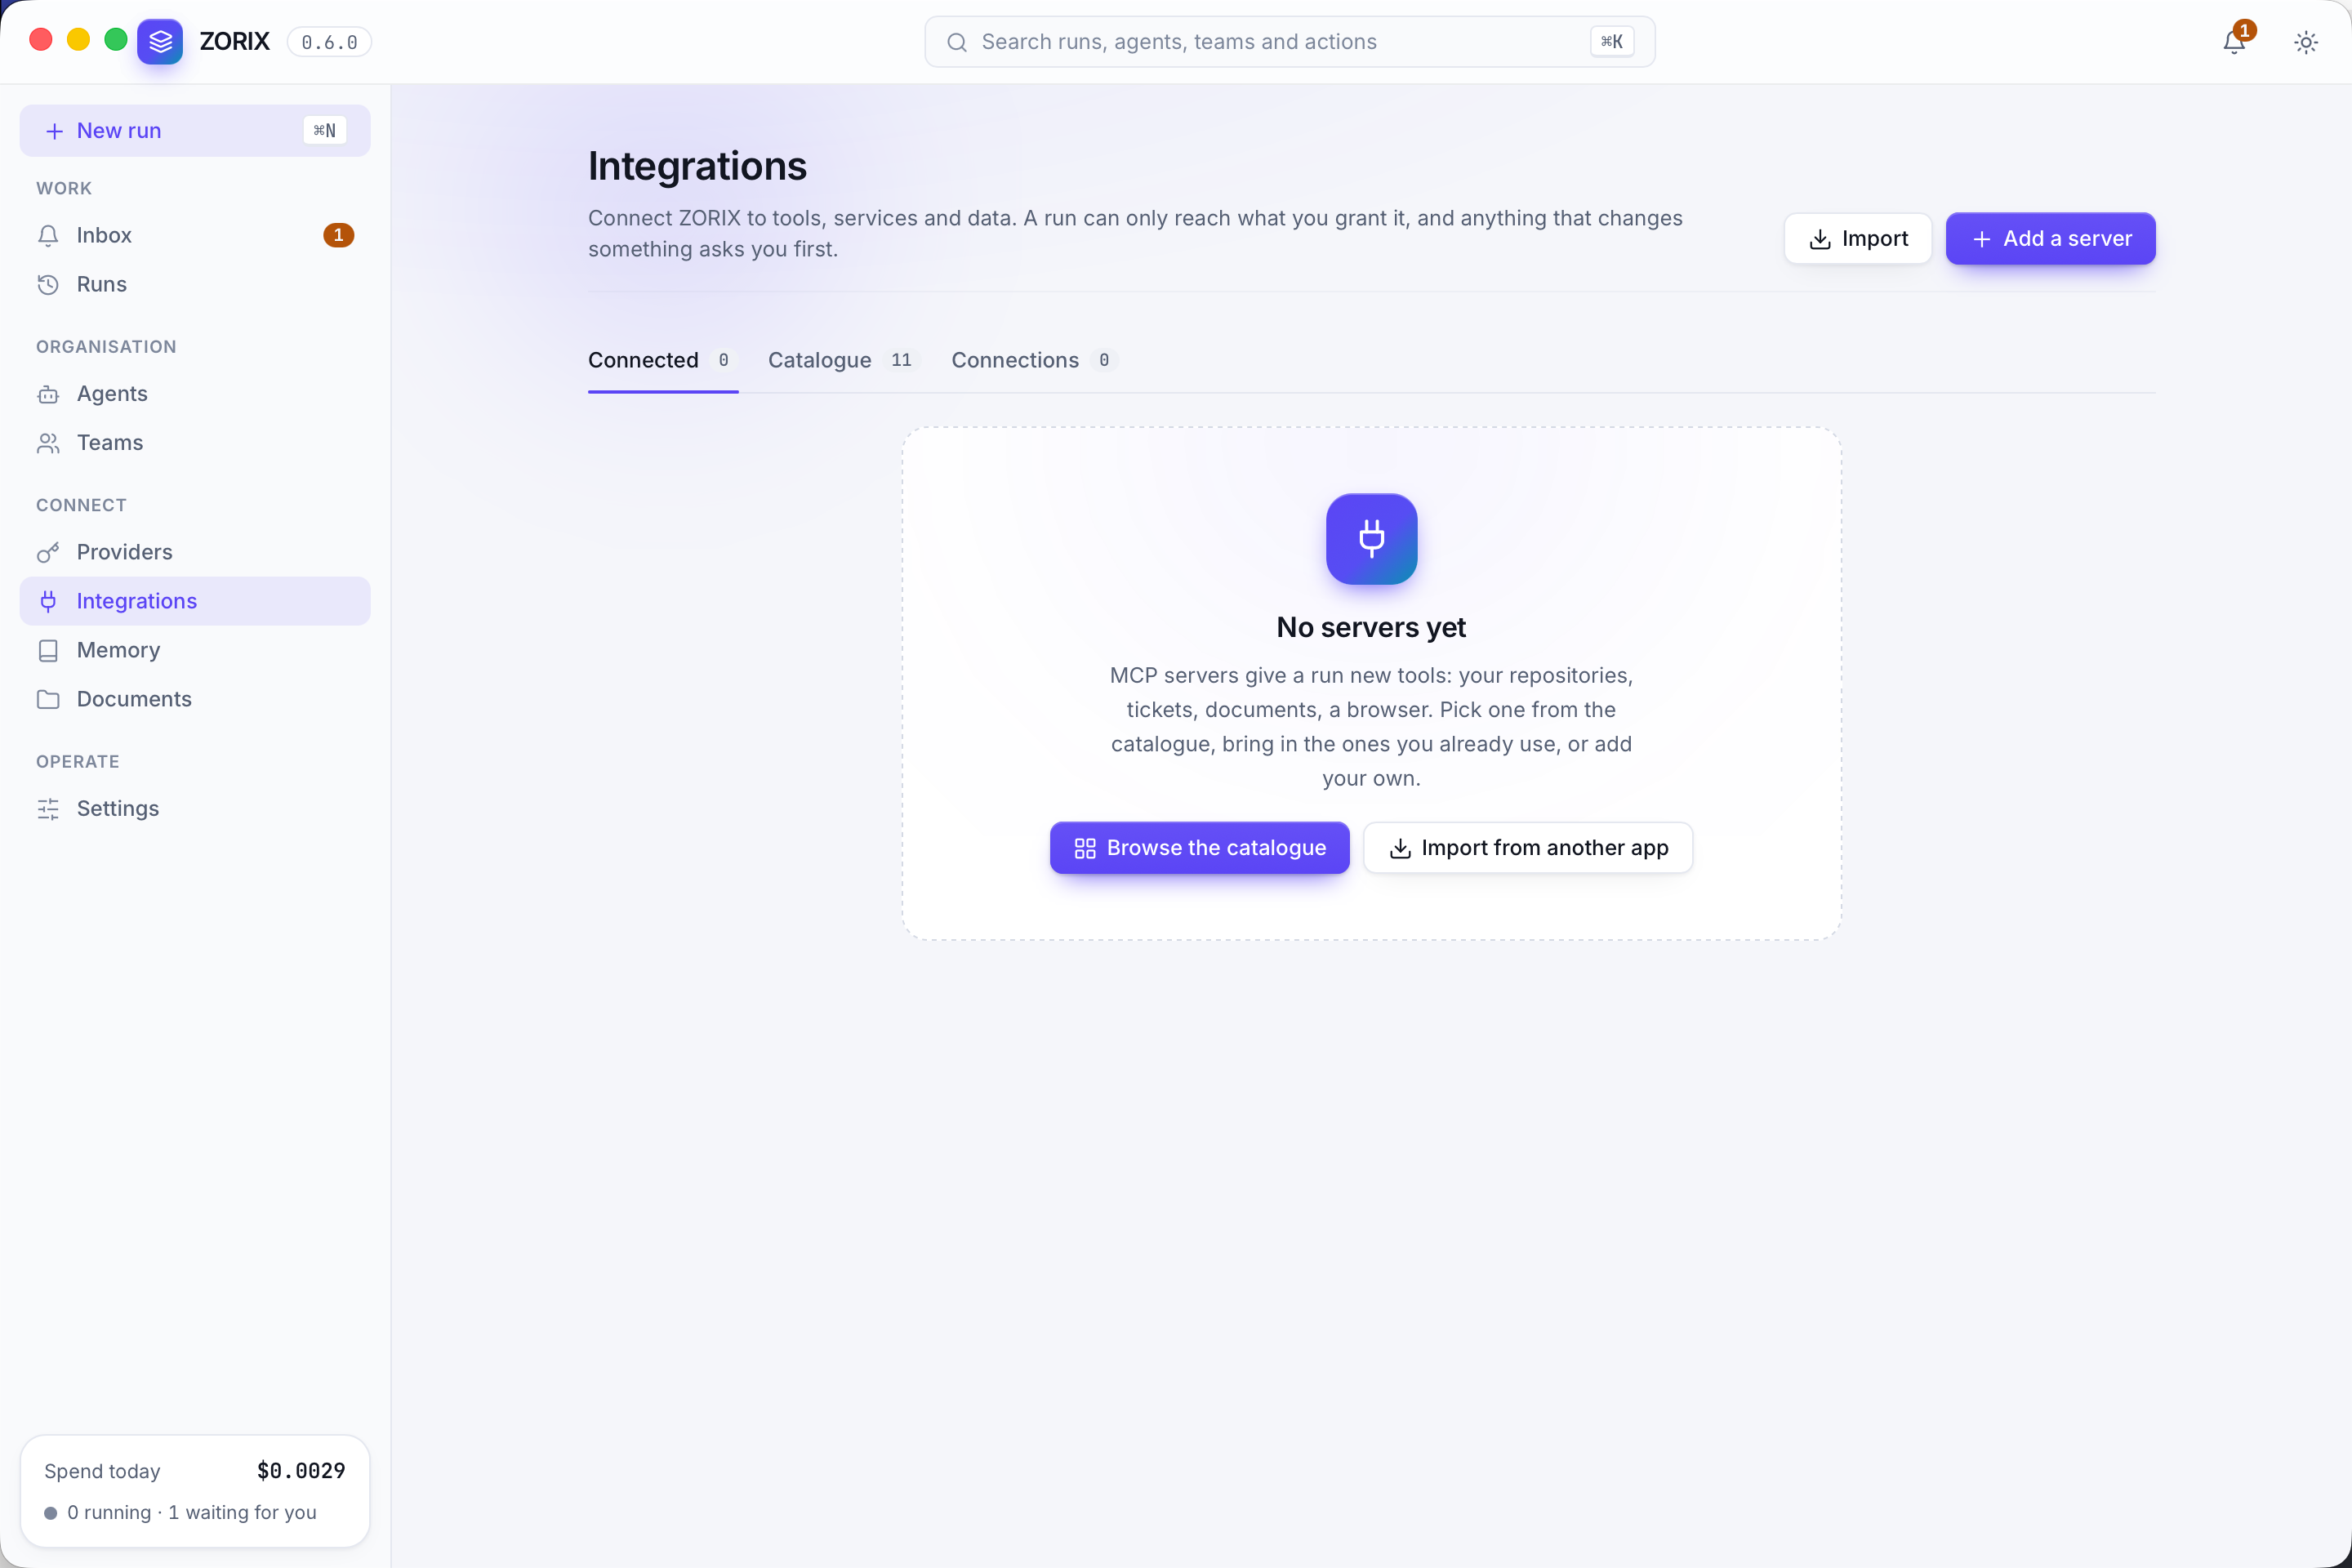 ZORIX 0.6.0
Search runs, agents, teams and actions ⌘K
1
New run ⌘N
WORK
Inbox 1
Runs
ORGANISATION
Agents
Teams
CONNECT
Providers
Integrations
Memory
Documents
OPERATE
Settings
Spend today $0.0029
0 running · 1 waiting for you
Integrations
Connect ZORIX to tools, services and data. A run can only reach what you grant it, and anything that changes
something asks you first.
Import
Add a server
Connected 0 Catalogue 11 Connections 0
No servers yet
MCP servers give a run new tools: your repositories,
tickets, documents, a browser. Pick one from the
catalogue, bring in the ones you already use, or add
your own.
Browse the catalogue
Import from another app